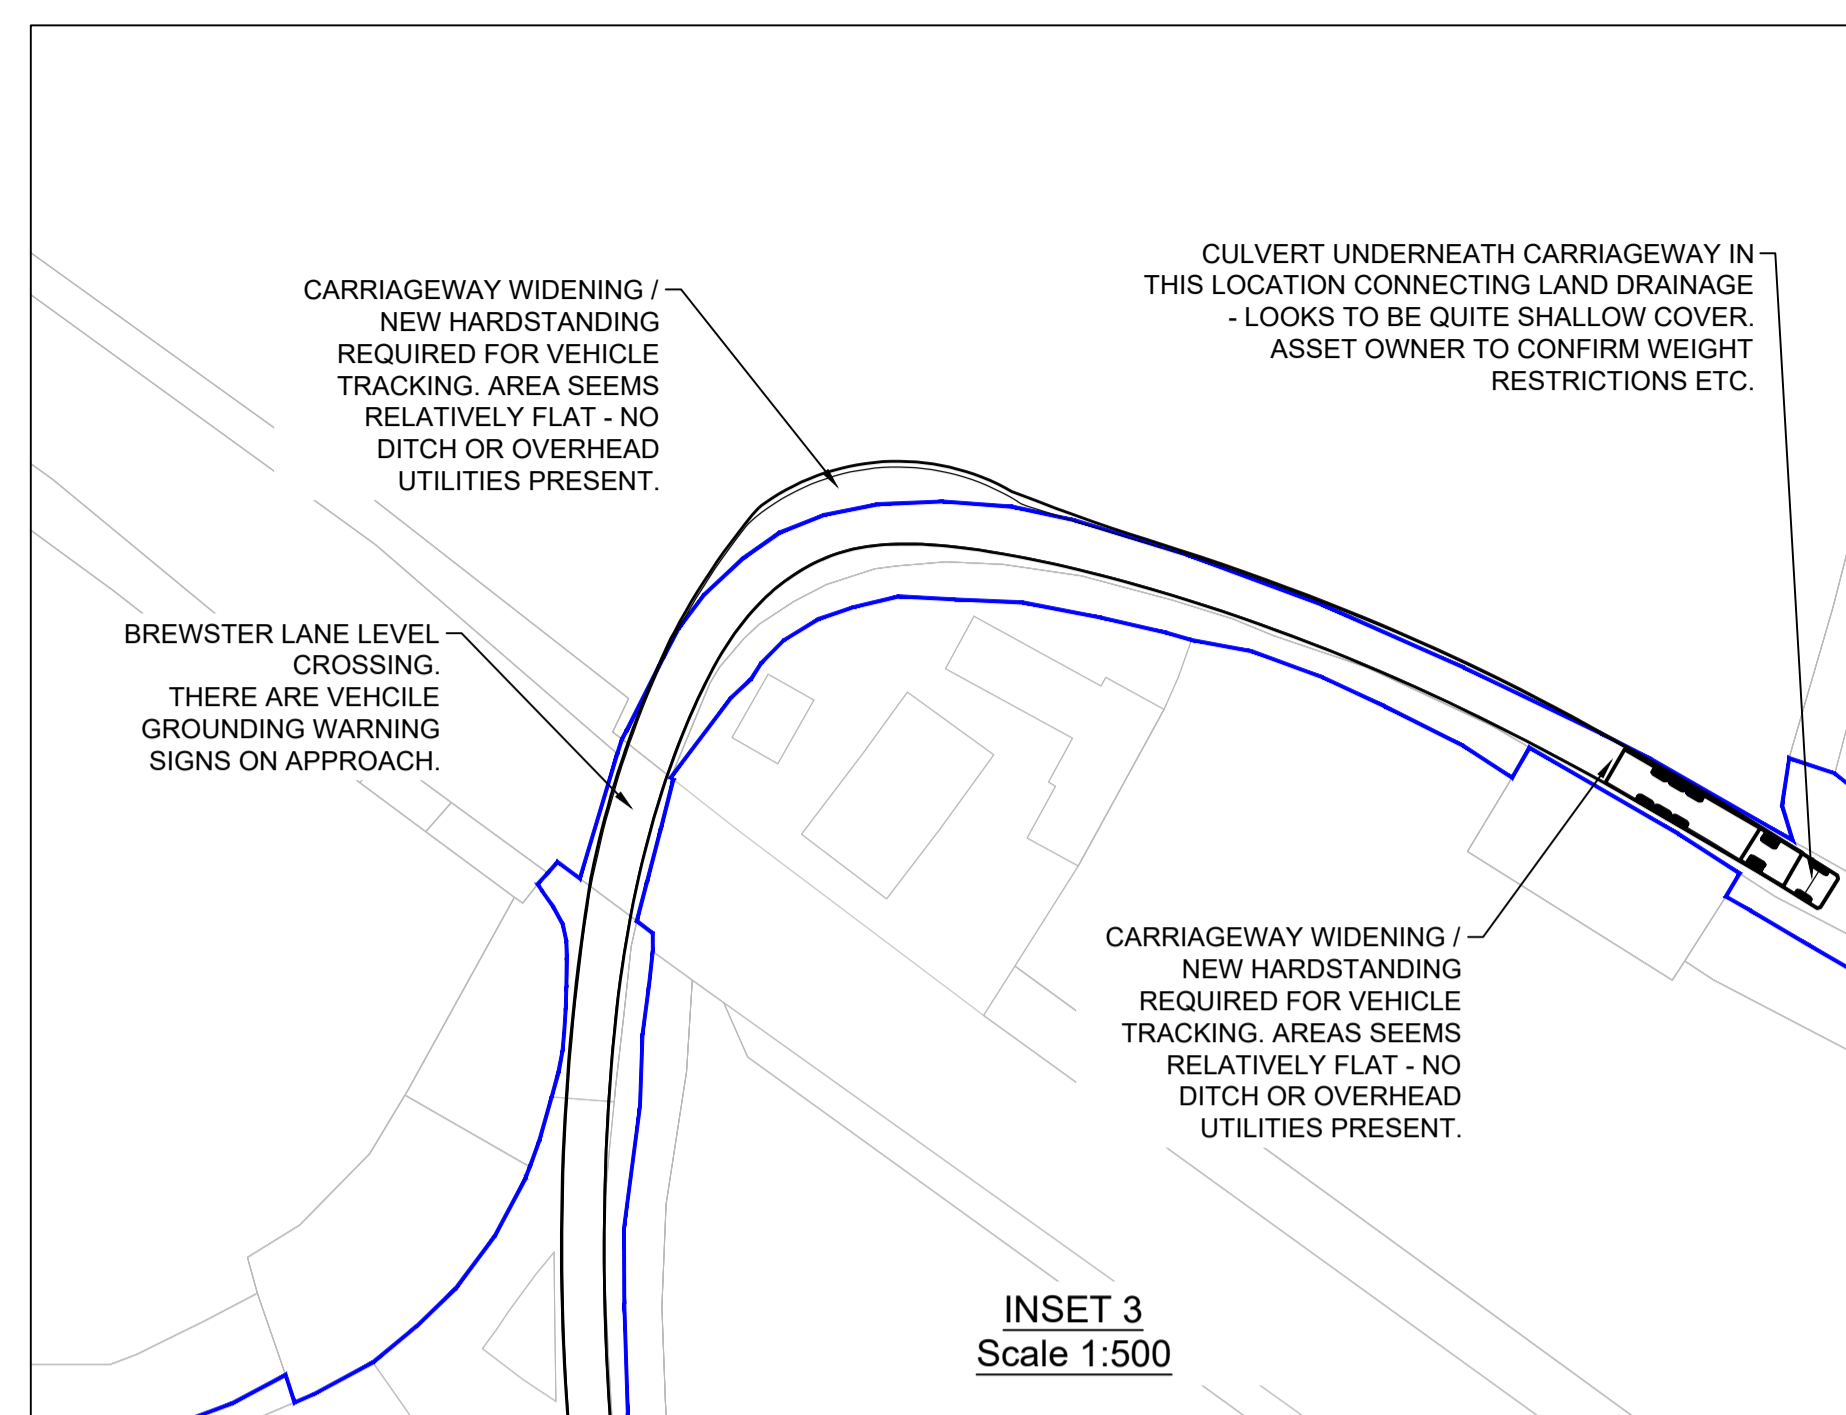 CARRIAGEWAY WIDENING /
NEW HARDSTANDING
REQUIRED FOR VEHICLE
TRACKING. AREA SEEMS
RELATIVELY FLAT - NO
DITCH OR OVERHEAD
UTILITIES PRESENT.
CULVERT UNDERNEATH CARRIAGEWAY IN
THIS LOCATION CONNECTING LAND DRAINAGE
- LOOKS TO BE QUITE SHALLOW COVER.
ASSET OWNER TO CONFIRM WEIGHT
RESTRICTIONS ETC.
BREWSTER LANE LEVEL
CROSSING.
THERE ARE VEHCILE
GROUNDING WARNING
SIGNS ON APPROACH.
CARRIAGEWAY WIDENING /
NEW HARDSTANDING
REQUIRED FOR VEHICLE
TRACKING. AREAS SEEMS
RELATIVELY FLAT - NO
DITCH OR OVERHEAD
UTILITIES PRESENT.
INSET 3
Scale 1:500